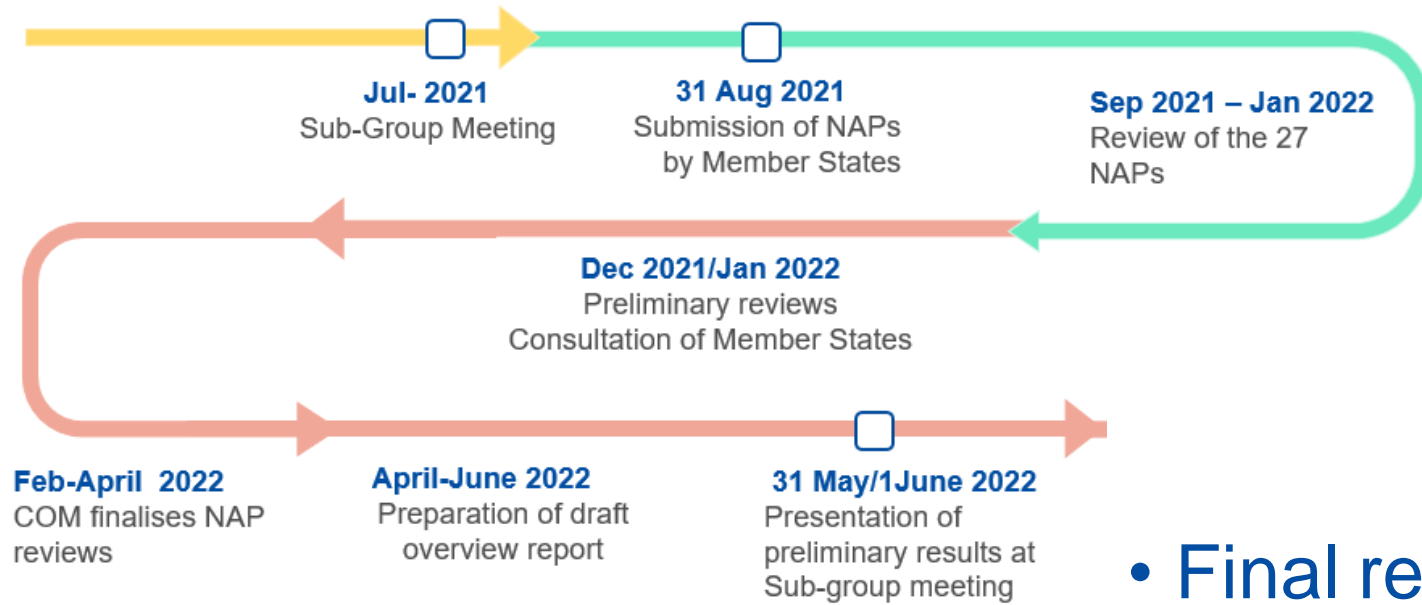 Jul- 2021
Sub-Group Meeting
31 Aug 2021
Submission of NAPs
by Member States
Sep 2021 – Jan 2022
Review of the 27
NAPs
Dec 2021/Jan 2022
Preliminary reviews
Consultation of Member States
Feb-April 2022
COM finalises NAP
reviews
April-June 2022
Preparation of draft
overview report
31 May/1June 2022
Presentation of
preliminary results at
Sub-group meeting
• Final